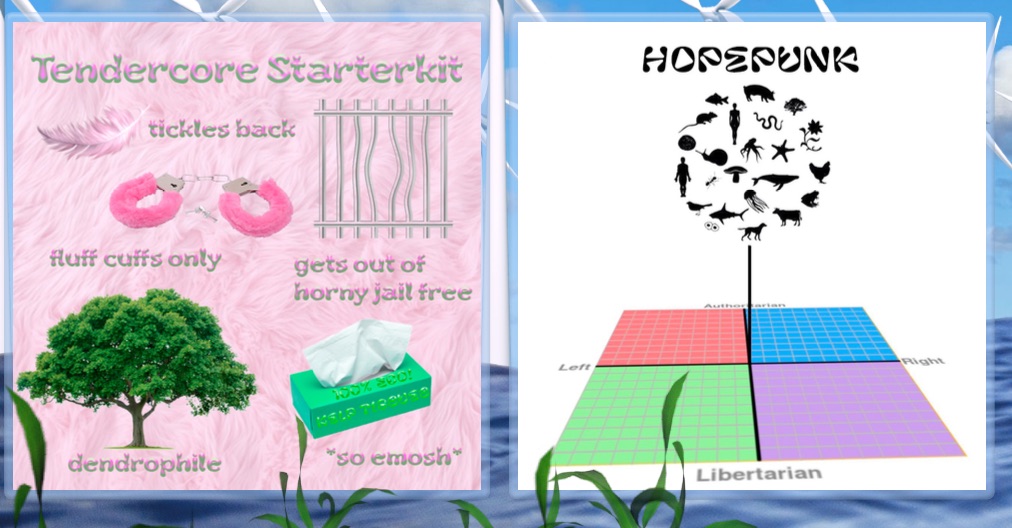 Tendercore Starterkit
tickles back
fluff cuffs only
gets out of
horny jail free
dendrophile
*so emosh*
HOPEPUNK
Authoritarian
Left
Right
Libertarian